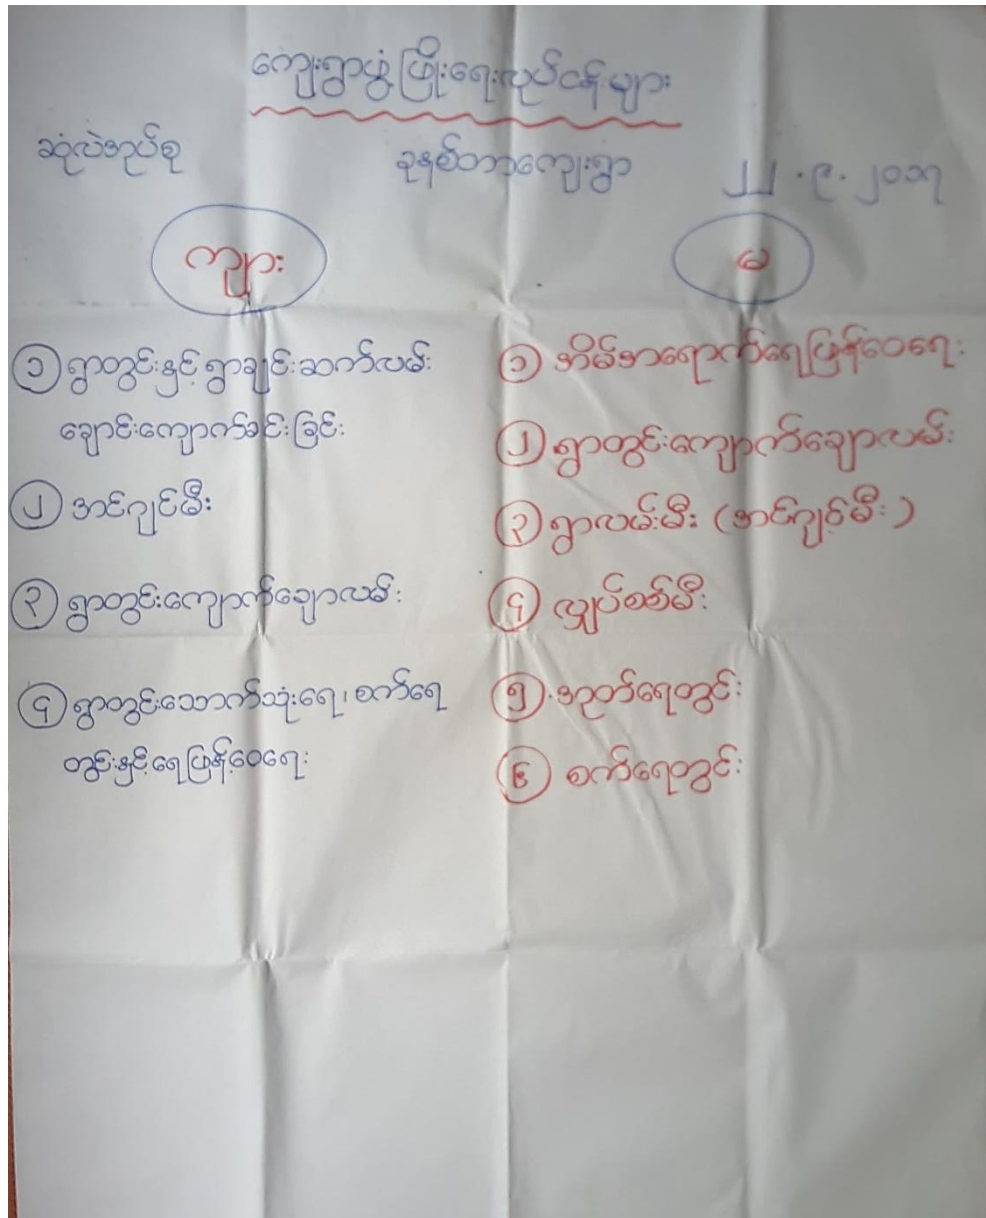 ကျေးရွာဖွံ့ဖြိုးရေးလုပ်ငန်းများ
ဆုံလဲအုပ်စု ခုနစ်ဘာ့ကျေးရွာ ၂၂.၉.၂၀၁၇
ကျား
၁ ရွာတွင်းနှင့် ရွာချင်းဆက်လမ်း
ချောင်းကျောက်ခင်းခြင်း
၂ အင်ဂျင်မီး
၃ ရွာတွင်းကျောက်ချောလမ်း
၄ ရွာတွင်းသောက်သုံးရေ၊ စက်ရေ
တွင်းနှင့်ရေဖြန့်ဝေရေး
မ
၁ အိမ်အရောက်ရေဖြန့်ဝေရေး
၂ ရွာတွင်းကျောက်ချောလမ်း
၃ ရွာလမ်းမီး (အင်ဂျင်မီး)
၄ လျှပ်စစ်မီး
၅ အုတ်ရေတွင်း
၆ စက်ရေတွင်း